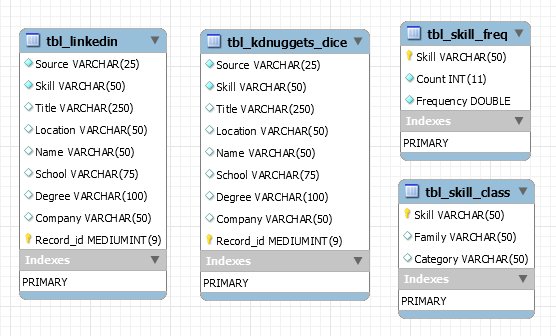 tbl_linkedin
Source VARCHAR(25)
Skill VARCHAR(50)
Title VARCHAR(250)
Location VARCHAR(50)
Name VARCHAR(50)
School VARCHAR(75)
Degree VARCHAR(100)
Company VARCHAR(50)
Record_id MEDIUMINT(9)
Indexes
PRIMARY
tbl_kdnuggets_dice
Source VARCHAR(25)
Skill VARCHAR(50)
Title VARCHAR(250)
Location VARCHAR(50)
Name VARCHAR(50)
School VARCHAR(75)
Degree VARCHAR(100)
Company VARCHAR(50)
Record_id MEDIUMINT(9)
Indexes
PRIMARY
tbl_skill_freq
Skill VARCHAR(50)
Count INT(11)
Frequency DOUBLE
Indexes
PRIMARY
tbl_skill_class
Skill VARCHAR(50)
Family VARCHAR(50)
Category VARCHAR(50)
Indexes
PRIMARY